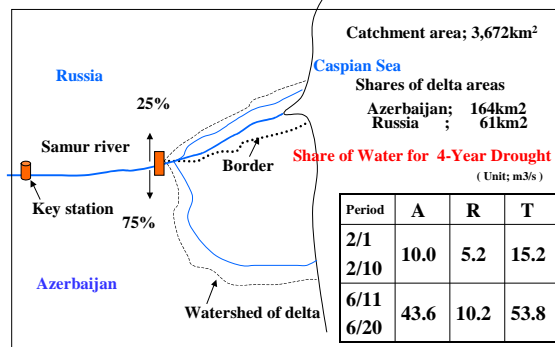 Catchment area; 3,672km²
Russia
Caspian Sea
Shares of delta areas
25%
Azerbaijan; 164km2
Russia ; 61km2
Samur river
Border
Share of Water for 4-Year Drought
( Unit; m3/s )
Key station
75%
Period A R T
2/1
2/10
10.0 5.2 15.2
6/11
6/20
43.6 10.2 53.8
Azerbaijan
Watershed of delta